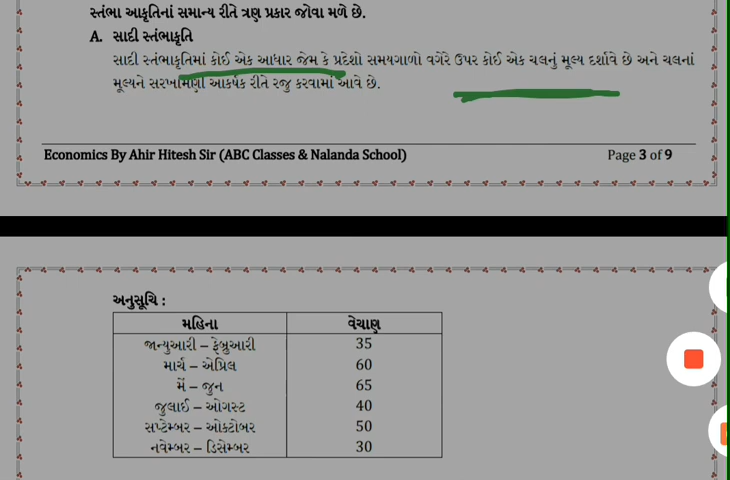 સ્તંભા આકૃતિનાં સમાન્ય રીતે ત્રણ પ્રકાર જોવા મળે છે.
A. સાદી સ્તંભાકૃતિ
સાદી સ્તંભાકૃતિમાં કોઈ એક આધાર જેમ કે પ્રદેશો સમયગાળો વગેરે ઉપર કોઈ એક ચલનું મૂલ્ય દર્શાવે છે અને ચલનાં
મૂલ્યને સરખામણી આકર્ષક રીતે રજુ કરવામાં આવે છે.
Economics By Ahir Hitesh Sir (ABC Classes & Nalanda School) Page 3 of 9
અનુસૂચિ :
મહિના વેચાણ
જાન્યુઆરી – ફેબ્રુઆરી 35
માર્ચ – એપ્રિલ 60
મેં – જુન 65
જુલાઈ – ઓગસ્ટ 40
સપ્ટેમ્બર – ઓક્ટોબર 50
નવેમ્બર – ડિસેમ્બર 30